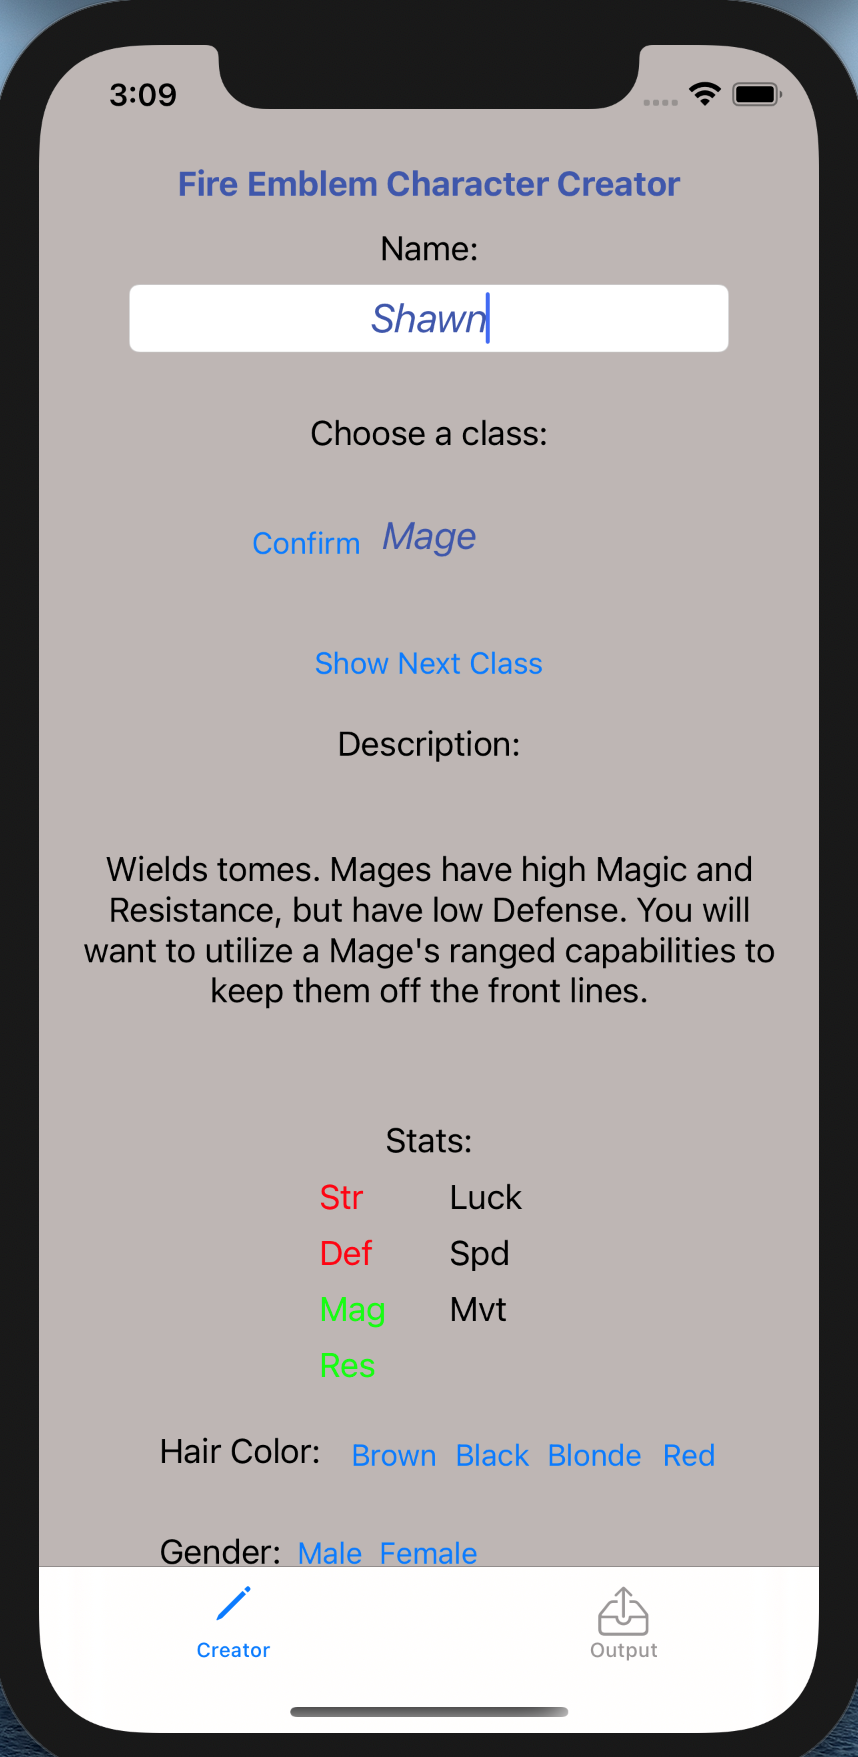 3:09
Fire Emblem Character Creator
Name:
Shawn
Choose a class:
Confirm Mage
Show Next Class
Description:
Wields tomes. Mages have high Magic and
Resistance, but have low Defense. You will
want to utilize a Mage's ranged capabilities to
keep them off the front lines.
Stats:
Str Luck
Def Spd
Mag Mvt
Res
Hair Color: Brown Black Blonde Red
Gender: Male Female
Creator Output